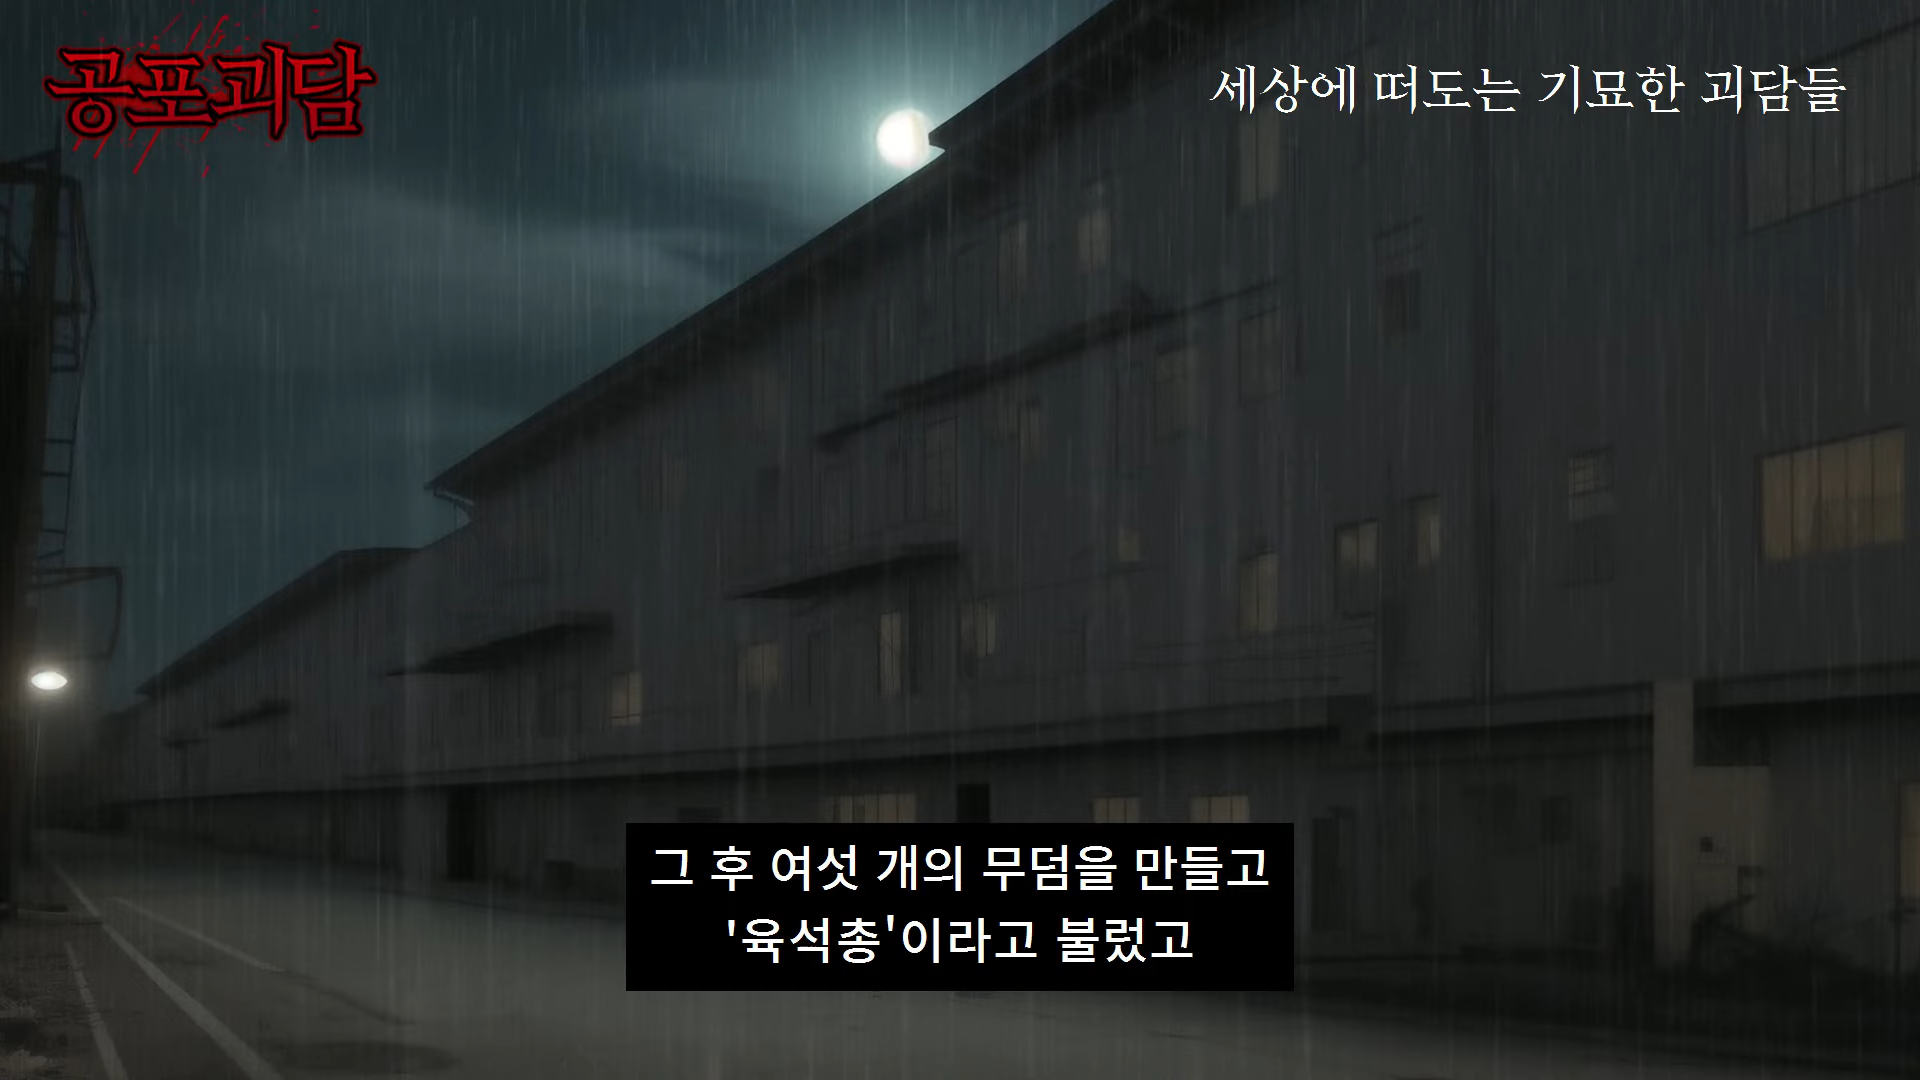 공포괴담
세상에 떠도는 기묘한 괴담들
그 후 여섯 개의 무덤을 만들고
'육석총'이라고 불렀고